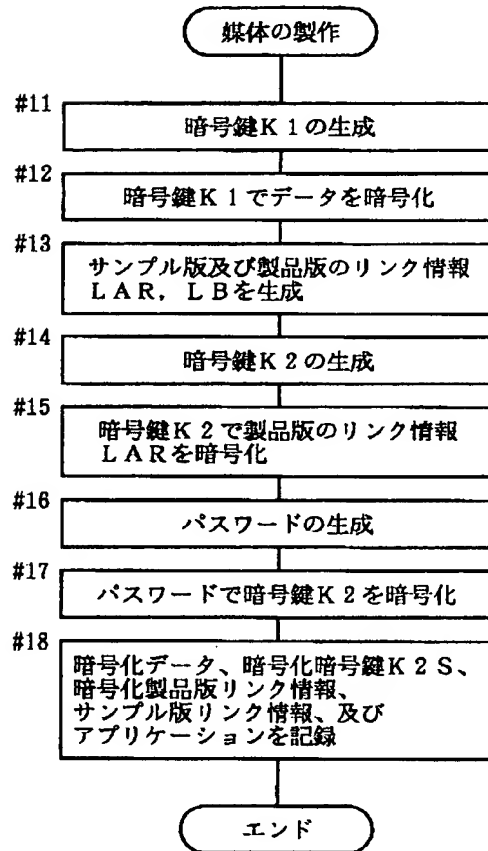 媒体の製作
#11
暗号鍵K1の生成
#12
暗号鍵K1でデータを暗号化
#13
サンプル版及び製品版のリンク情報
LAR，LBを生成
#14
暗号鍵K2の生成
#15
暗号鍵K2で製品版のリンク情報
LARを暗号化
#16
パスワードの生成
#17
パスワードで暗号鍵K2を暗号化
#18
暗号化データ、暗号化暗号鍵K2S、
暗号化製品版リンク情報、
サンプル版リンク情報、及び
アプリケーションを記録
エンド